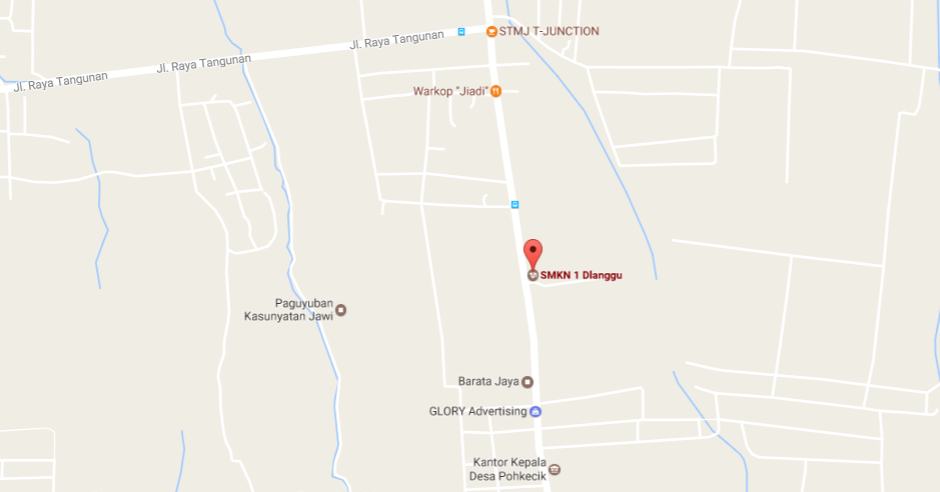 STMJ T-JUNCTION
Jl. Raya Tangunan
Jl. Raya Tangunan
Jl. Raya Tangunan
Warkop "Jiadi"
SMKN 1 Dlanggu
Paguyuban
Kasunyatan Jawi
Barata Jaya
GLORY Advertising
Kantor Kepala
Desa Pohkecik